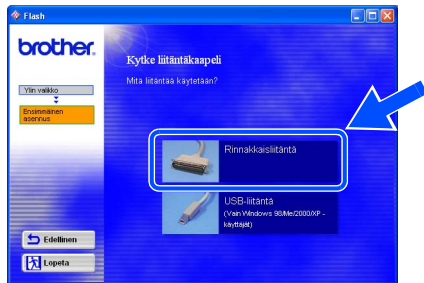 Flash
brother.
Kytke liitäntäkaapeli
Mitä liitäntää käytetään?
Ylin valikko
Ensimmäinen
asennus
Rinnakkaisliitäntä
USB-liitäntä
(Vain Windows 98/Me/2000/XP -
käyttäjät)
Edellinen
Lopeta